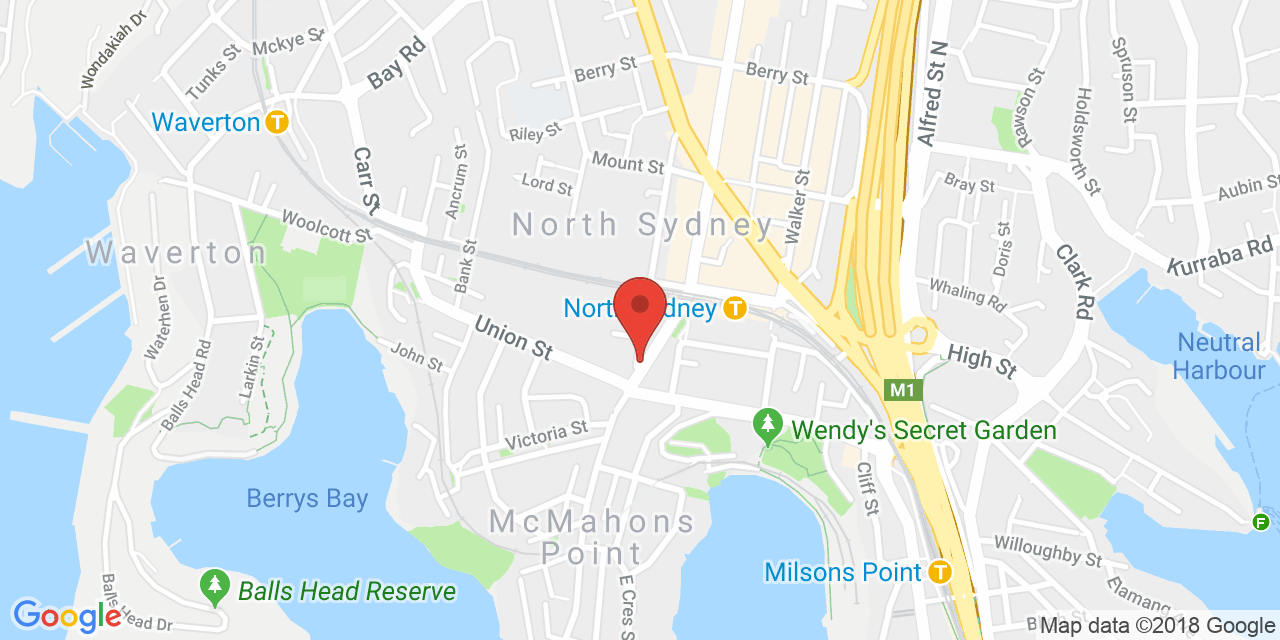 Wondakiah Dr
Tunks St
Mckye St
Bay Rd
Berry St
Berry St
Alfred St N
Rawson St
Holdsworth St
Spruson St
Waverton
T
Riley St
Mount St
Carr St
Ancrum St
Lord St
Walker St
Bray St
Aubin St
Woolcott St
North Sydney
Doris St
Clark Rd
Kurraba Rd
Waverton
Bank St
Whaling Rd
Waterhen Dr
T
Union St
John St
Larkin St
Balls Head Rd
High St
Neutral
Harbour
M1
Victoria St
Wendy's Secret Garden
Cliff St
Berrys Bay
McMahons
Point
F
Willoughby St
Milsons Point
T
Elamang
Balls Head Reserve
Balls Head Dr
E Cres S
Google
Map data ©2018 Google